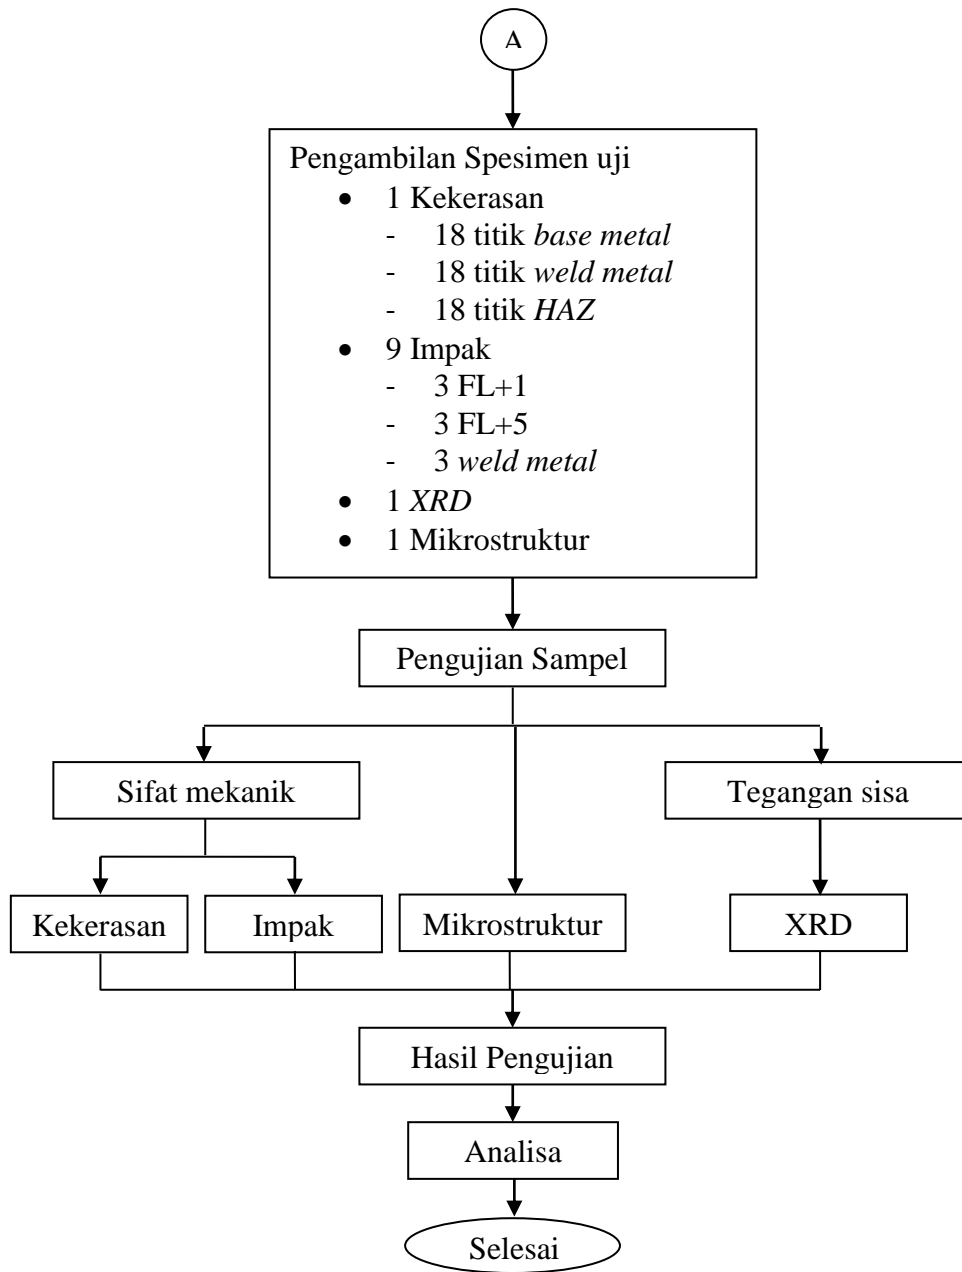 A
Pengambilan Spesimen uji
• 1 Kekerasan
- 18 titik base metal
- 18 titik weld metal
- 18 titik HAZ
• 9 Impak
- 3 FL+1
- 3 FL+5
- 3 weld metal
• 1 XRD
• 1 Mikrostruktur
Pengujian Sampel
Sifat mekanik
Tegangan sisa
Kekerasan
Impak
Mikrostruktur
XRD
Hasil Pengujian
Analisa
Selesai